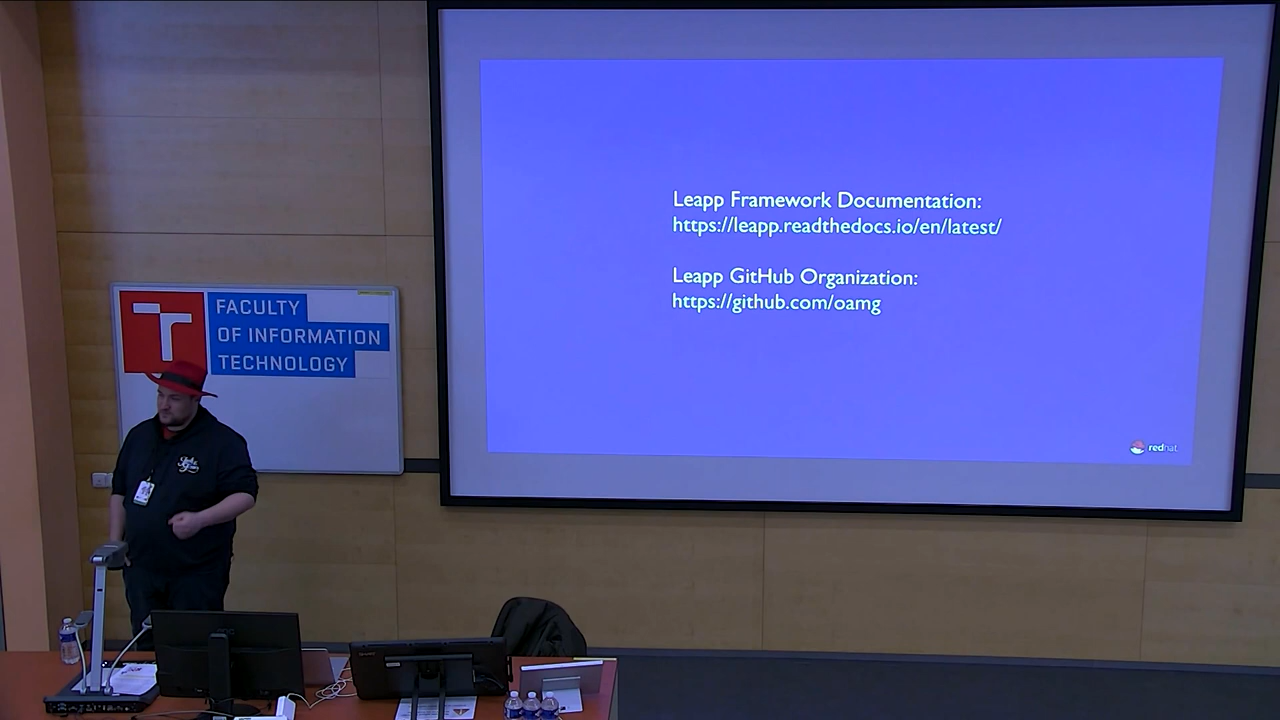 Leapp Framework Documentation:
https://leapp.readthedocs.io/en/latest/
Leapp GitHub Organization:
https://github.com/oamg
redhat
FACULTY
OF INFORMATION
TECHNOLOGY